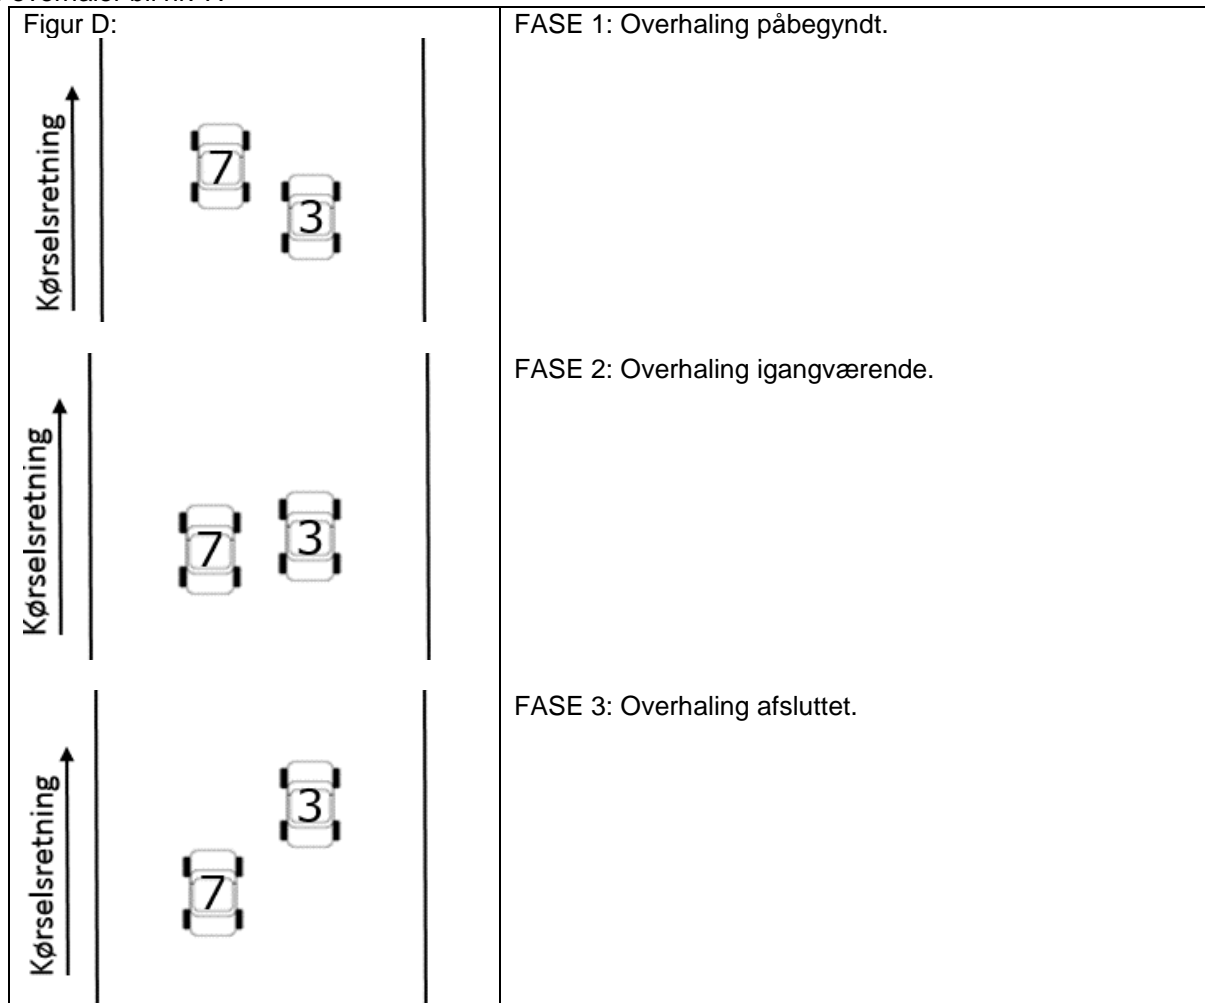 Figur D:
FASE 1: Overhaling påbegyndt.
Kørselsretning
7
3
FASE 2: Overhaling igangværende.
Kørselsretning
7
3
FASE 3: Overhaling afsluttet.
Kørselsretning
3
7